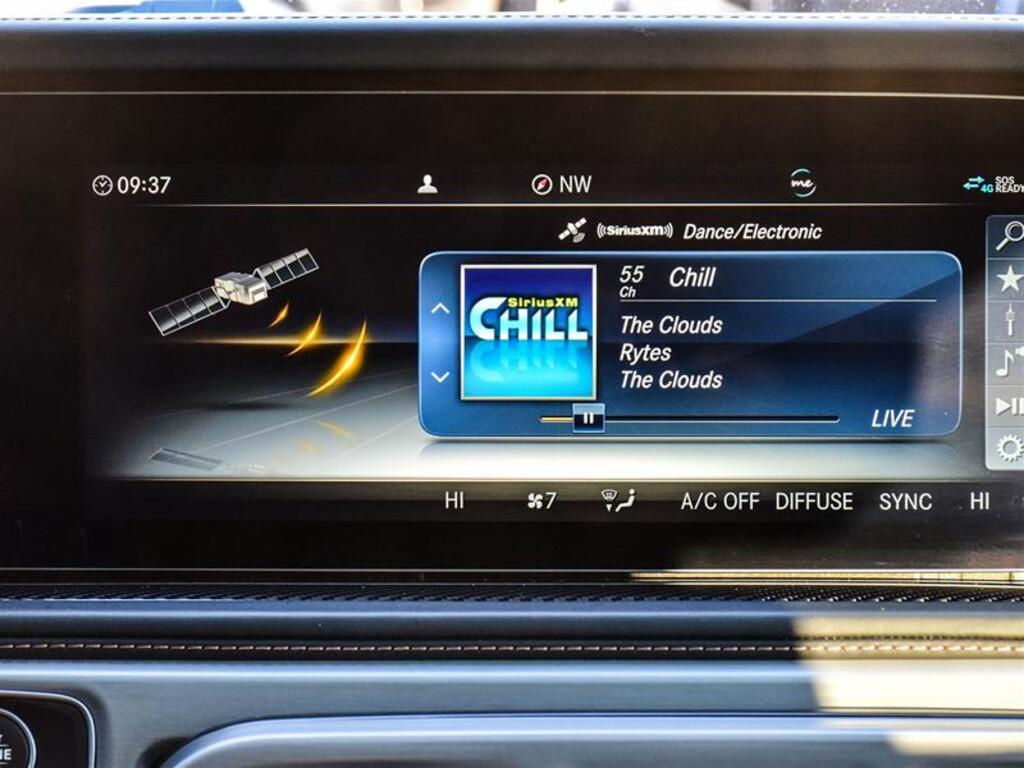 09:37
NW
me
4G
SOS
READY
SiriusXM Dance/Electronic
SiriusXM
CHILL
55
Ch
Chill
The Clouds
Rytes
The Clouds
LIVE
HI 7 A/C OFF DIFFUSE SYNC HI